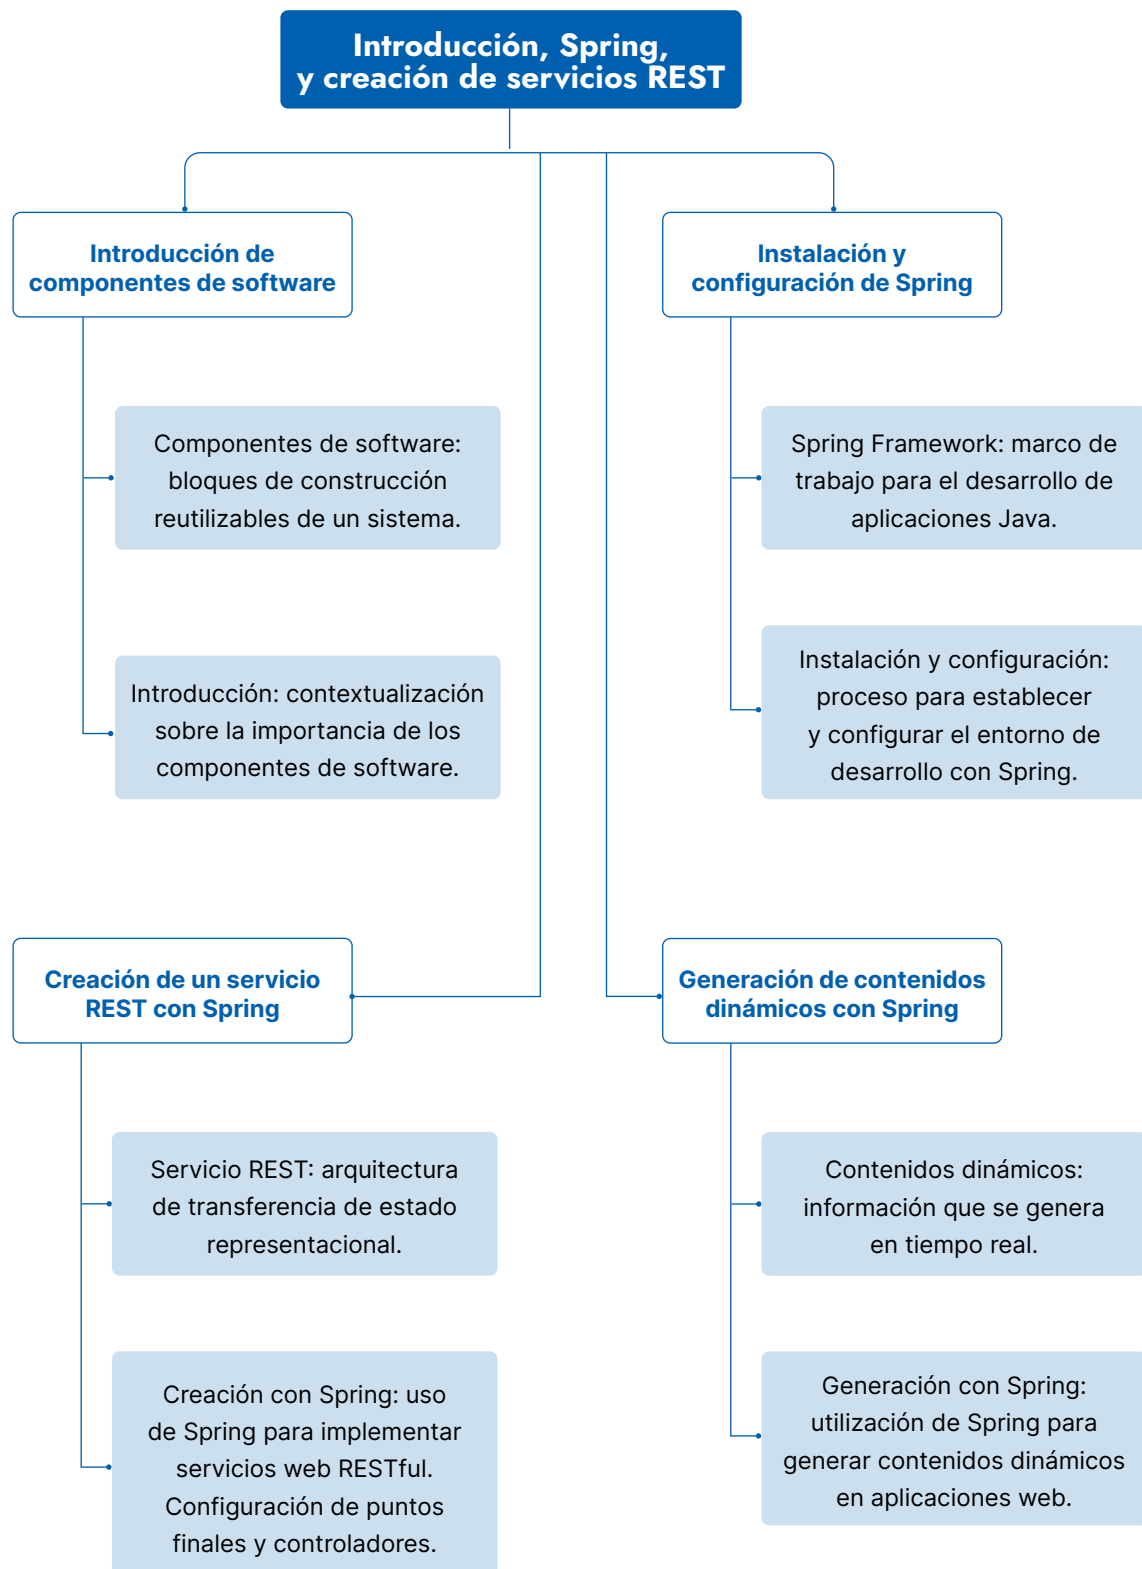 Introducción, Spring,
y creación de servicios REST
Introducción de
componentes de software
Componentes de software:
bloques de construcción
reutilizables de un sistema.
Introducción: contextualización
sobre la importancia de los
componentes de software.
Instalación y
configuración de Spring
Spring Framework: marco de
trabajo para el desarrollo de
aplicaciones Java.
Instalación y configuración:
proceso para establecer
y configurar el entorno de
desarrollo con Spring.
Creación de un servicio
REST con Spring
Servicio REST: arquitectura
de transferencia de estado
representacional.
Creación con Spring: uso
de Spring para implementar
servicios web RESTful.
Configuración de puntos
finales y controladores.
Generación de contenidos
dinámicos con Spring
Contenidos dinámicos:
información que se genera
en tiempo real.
Generación con Spring:
utilización de Spring para
generar contenidos dinámicos
en aplicaciones web.